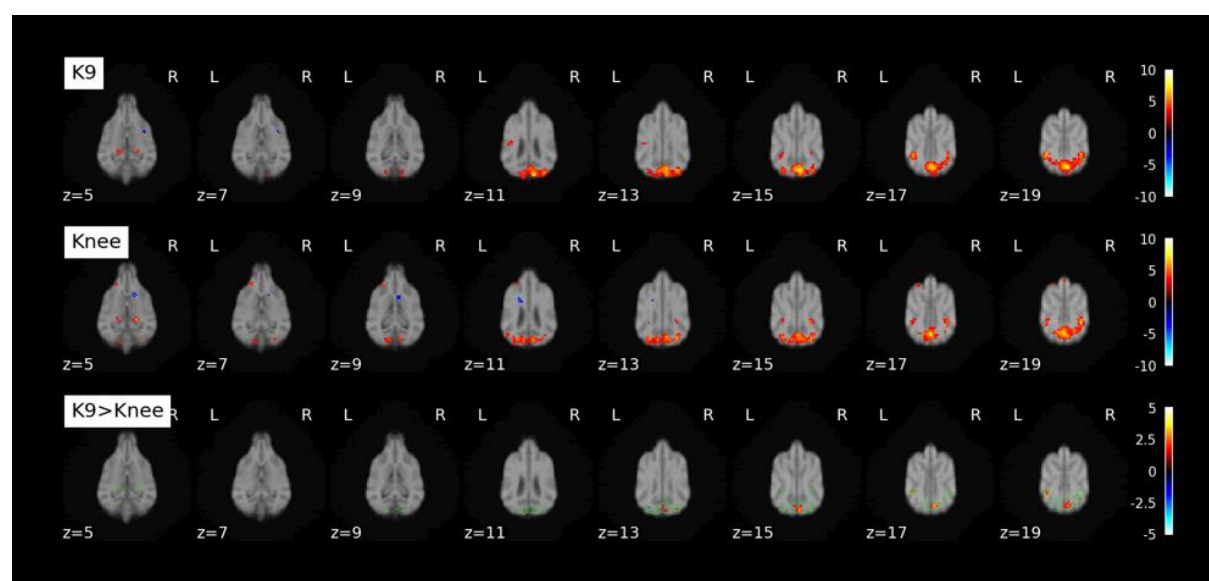 K9 R L R L R L R L R L R L R L R 10
5
0
-5
-10
z=5 z=7 z=9 z=11 z=13 z=15 z=17 z=19
Knee R L R L R L R L R L R L R L R 10
5
0
-5
-10
z=5 z=7 z=9 z=11 z=13 z=15 z=17 z=19
K9>Knee R L R L R L R L R L R L R L R 5
2.5
0
-2.5
-5
z=5 z=7 z=9 z=11 z=13 z=15 z=17 z=19